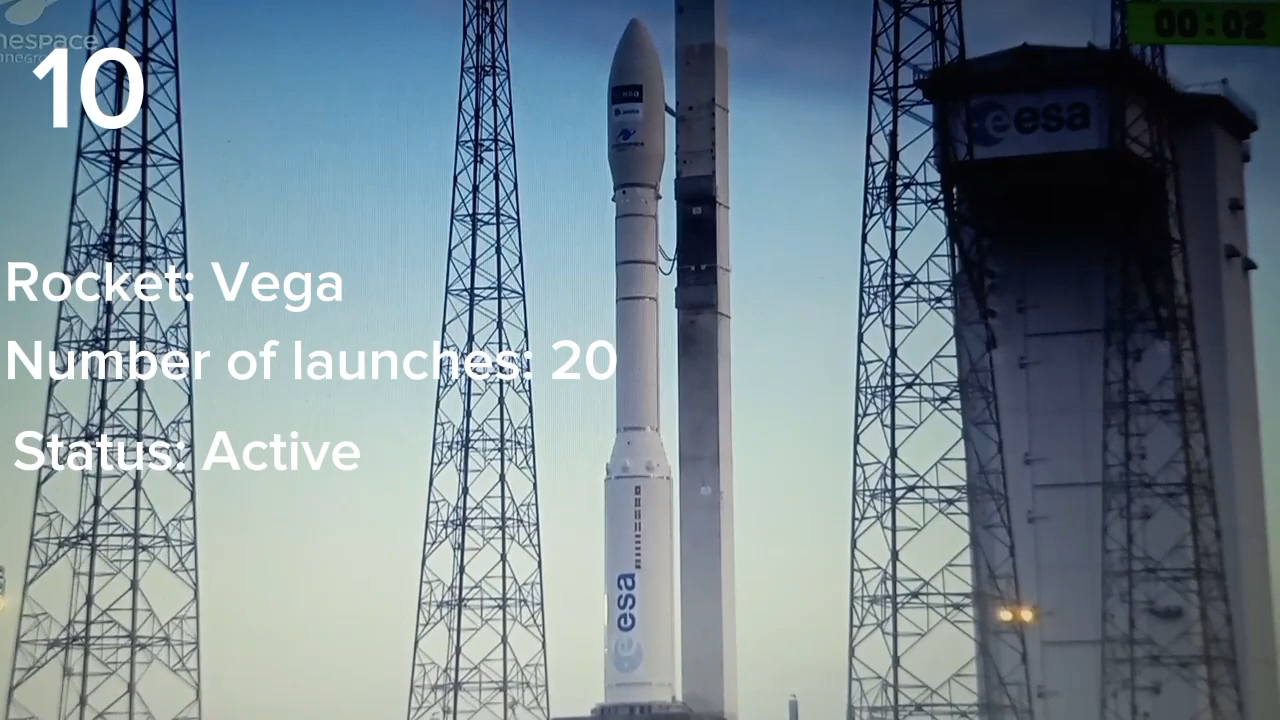 10
00:02
esa
esa
Rocket: Vega
Number of launches: 20
Status: Active
esa